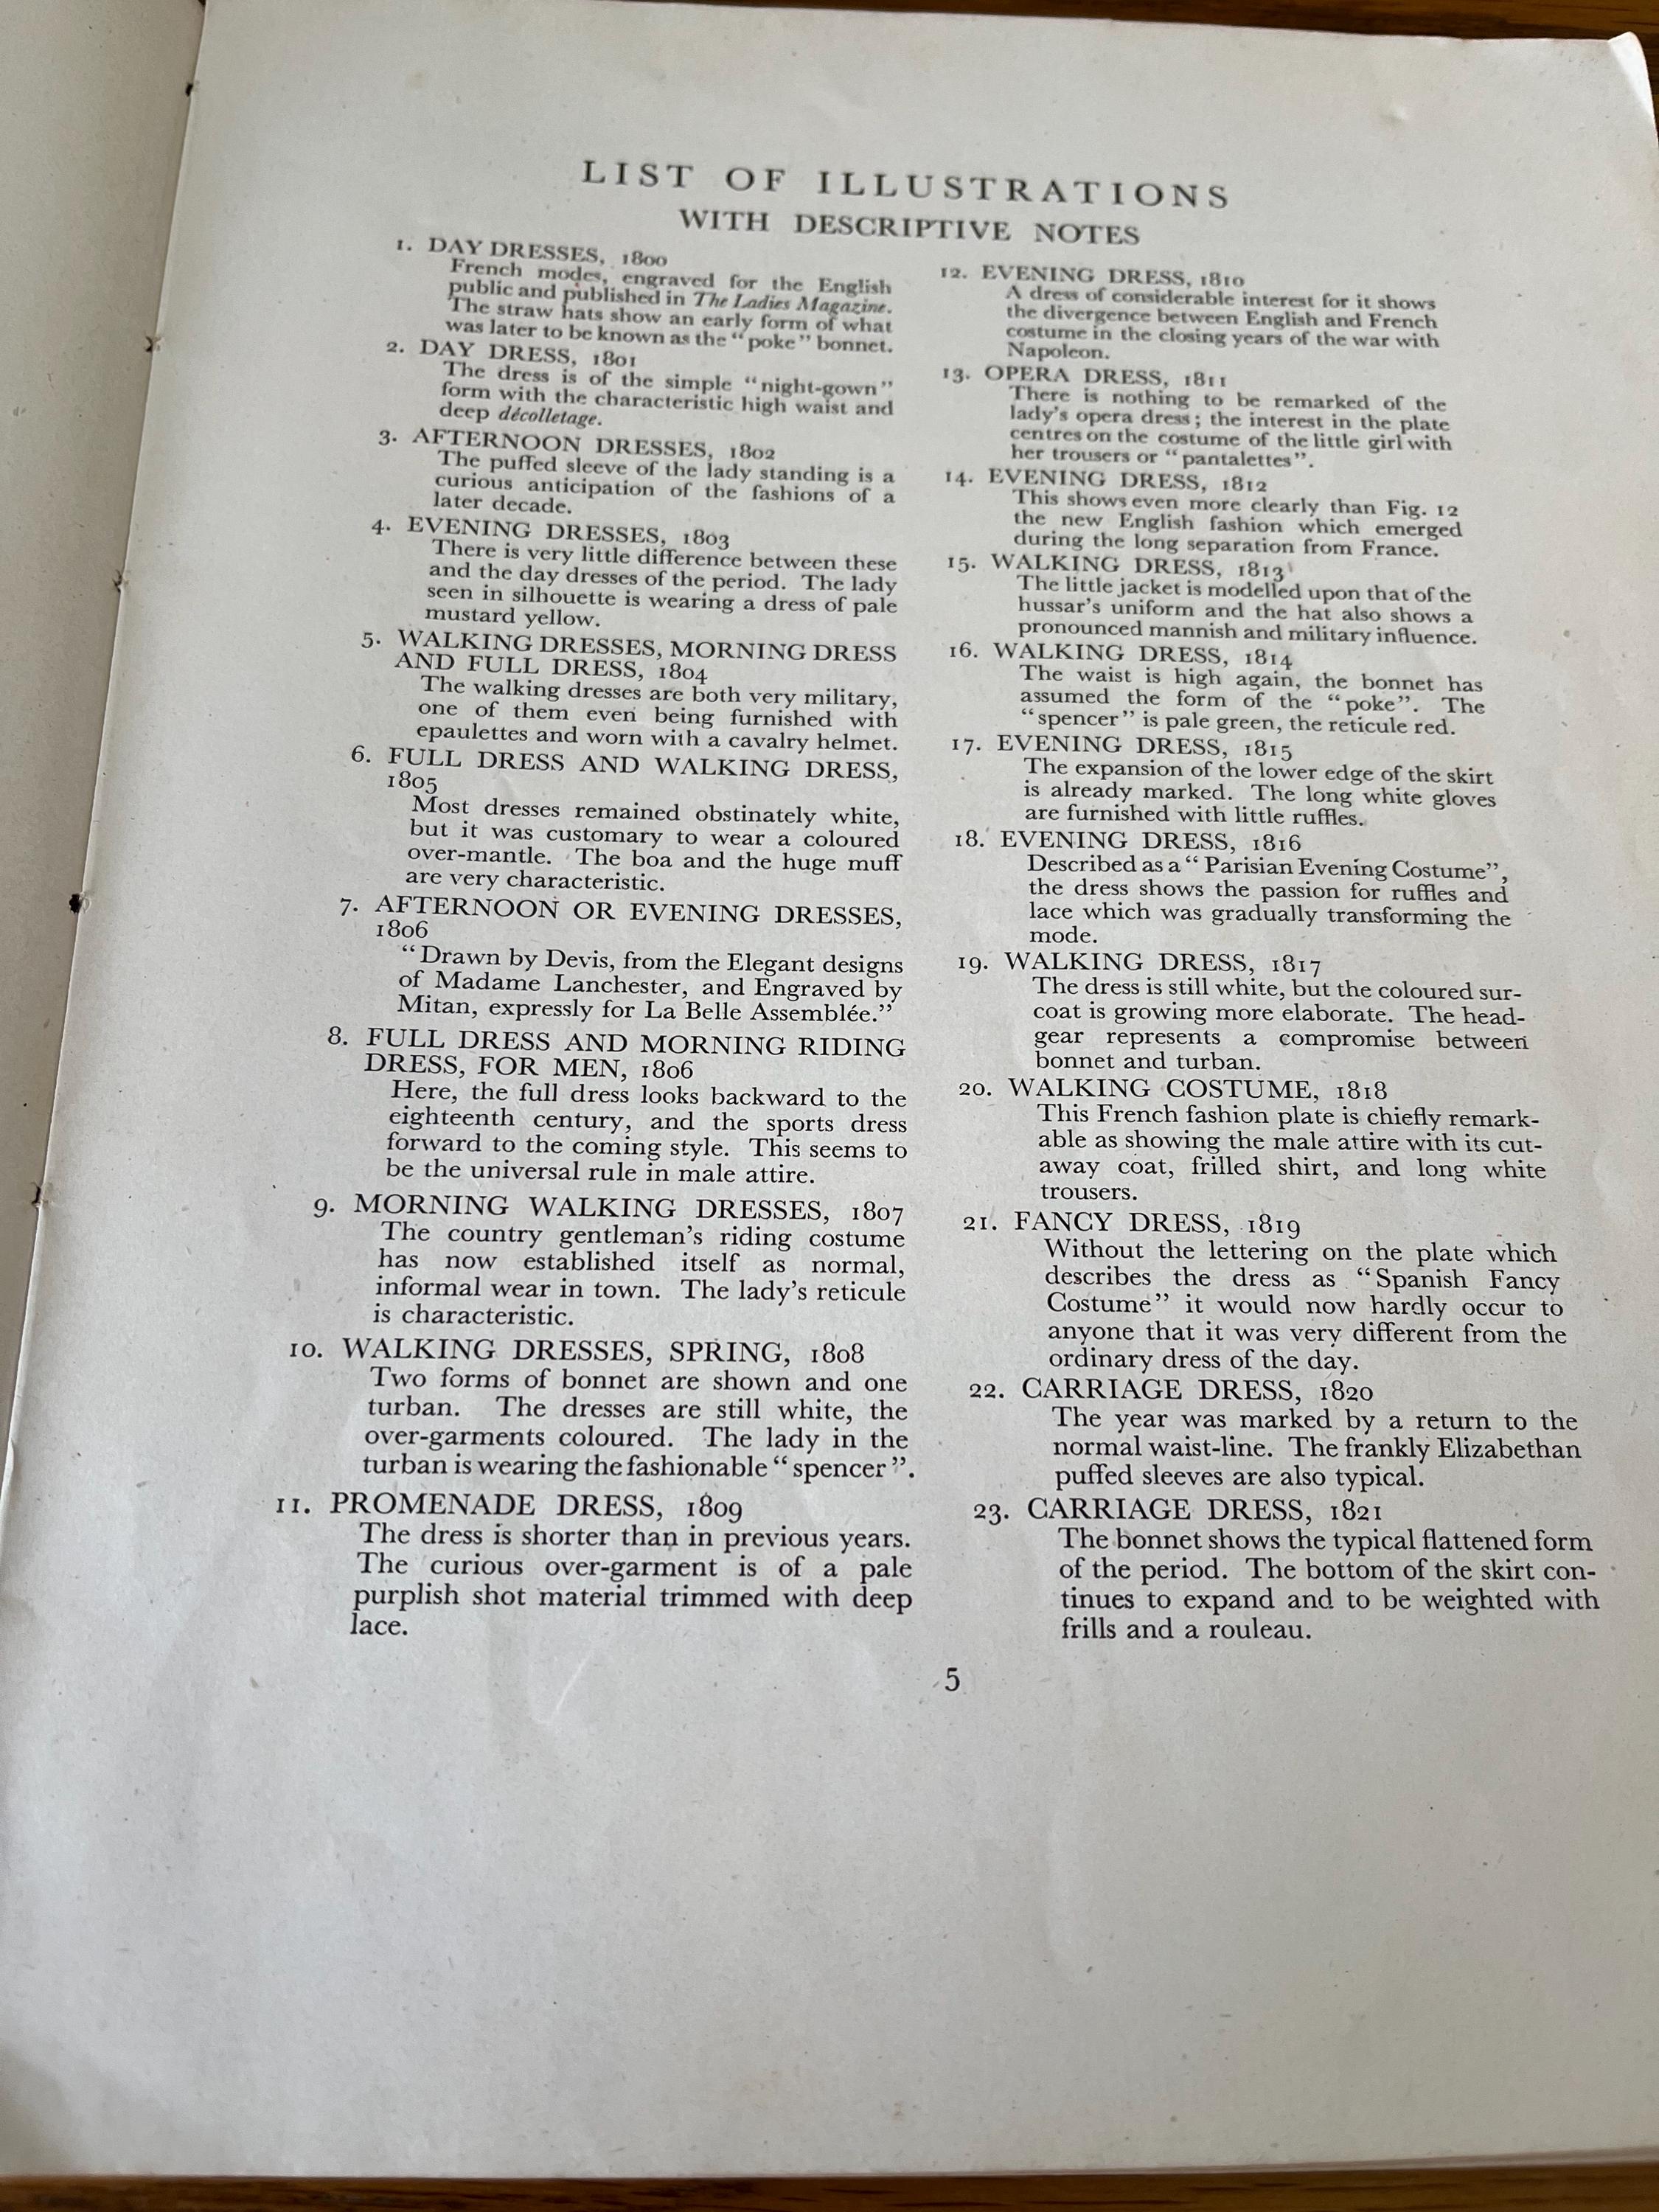 LIST OF ILLUSTRATIONS
WITH DESCRIPTIVE NOTES
1. DAY DRESSES, 1800
French modes, engraved for the English
public and published in The Ladies Magazine.
The straw hats show an early form of what
was later to be known as the “poke” bonnet.
2. DAY DRESS, 1801
The dress is of the simple “night-gown”
form with the characteristic high waist and
deep décolletage.
3. AFTERNOON DRESSES, 1802
The puffed sleeve of the lady standing is a
curious anticipation of the fashions of a
later decade.
4. EVENING DRESSES, 1803
There is very little difference between these
and the day dresses of the period. The lady
seen in silhouette is wearing a dress of pale
mustard yellow.
5. WALKING DRESSES, MORNING DRESS
AND FULL DRESS, 1804
The walking dresses are both very military,
one of them even being furnished with
epaulettes and worn with a cavalry helmet.
6. FULL DRESS AND WALKING DRESS,
1805
Most dresses remained obstinately white,
but it was customary to wear a coloured
over-mantle. The boa and the huge muff
are very characteristic.
7. AFTERNOON OR EVENING DRESSES,
1806
“Drawn by Devis, from the Elegant designs
of Madame Lanchester, and Engraved by
Mitan, expressly for La Belle Assemblée.”
8. FULL DRESS AND MORNING RIDING
DRESS, FOR MEN, 1806
Here, the full dress looks backward to the
eighteenth century, and the sports dress
forward to the coming style. This seems to
be the universal rule in male attire.
9. MORNING WALKING DRESSES, 1807
The country gentleman’s riding costume
has now established itself as normal,
informal wear in town. The lady’s reticule
is characteristic.
10. WALKING DRESSES, SPRING, 1808
Two forms of bonnet are shown and one
turban. The dresses are still white, the
over-garments coloured. The lady in the
turban is wearing the fashionable “spencer”.
11. PROMENADE DRESS, 1809
The dress is shorter than in previous years.
The curious over-garment is of a pale
purplish shot material trimmed with deep
lace.
12. EVENING DRESS, 1810
A dress of considerable interest for it shows
the divergence between English and French
costume in the closing years of the war with
Napoleon.
13. OPERA DRESS, 1811
There is nothing to be remarked of the
lady’s opera dress; the interest in the plate
centres on the costume of the little girl with
her trousers or “pantalettes”.
14. EVENING DRESS, 1812
This shows even more clearly than Fig. 12
the new English fashion which emerged
during the long separation from France.
15. WALKING DRESS, 1813
The little jacket is modelled upon that of the
hussar’s uniform and the hat also shows a
pronounced mannish and military influence.
16. WALKING DRESS, 1814
The waist is high again, the bonnet has
assumed the form of the “poke”. The
“spencer” is pale green, the reticule red.
17. EVENING DRESS, 1815
The expansion of the lower edge of the skirt
is already marked. The long white gloves
are furnished with little ruffles.
18. EVENING DRESS, 1816
Described as a “Parisian Evening Costume”,
the dress shows the passion for ruffles and
lace which was gradually transforming the
mode.
19. WALKING DRESS, 1817
The dress is still white, but the coloured sur-
coat is growing more elaborate. The head-
gear represents a compromise between
bonnet and turban.
20. WALKING COSTUME, 1818
This French fashion plate is chiefly remark-
able as showing the male attire with its cut-
away coat, frilled shirt, and long white
trousers.
21. FANCY DRESS, 1819
Without the lettering on the plate which
describes the dress as “Spanish Fancy
Costume” it would now hardly occur to
anyone that it was very different from the
ordinary dress of the day.
22. CARRIAGE DRESS, 1820
The year was marked by a return to the
normal waist-line. The frankly Elizabethan
puffed sleeves are also typical.
23. CARRIAGE DRESS, 1821
The bonnet shows the typical flattened form
of the period. The bottom of the skirt con-
tinues to expand and to be weighted with
frills and a rouleau.
5